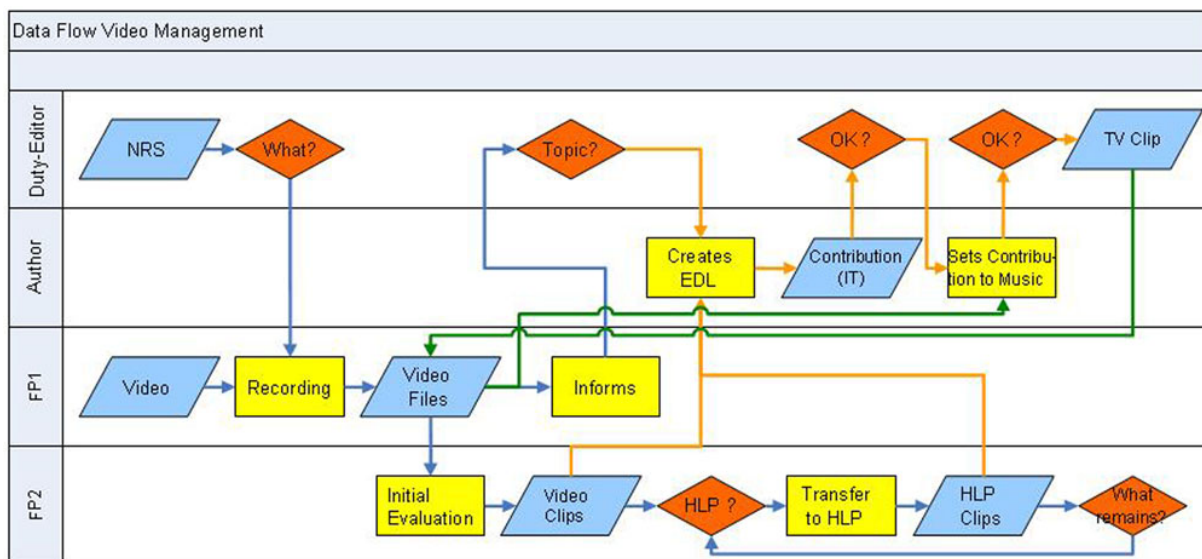 Data Flow Video Management
Duty-Editor
NRS
What?
Topic?
OK?
OK?
TV Clip
Author
Creates
EDL
Contribution
(IT)
Sets Contribu-
tion to Music
FP1
Video
Recording
Video
Files
Informs
FP2
Initial
Evaluation
Video
Clips
HLP ?
Transfer
to HLP
HLP
Clips
What
remains?